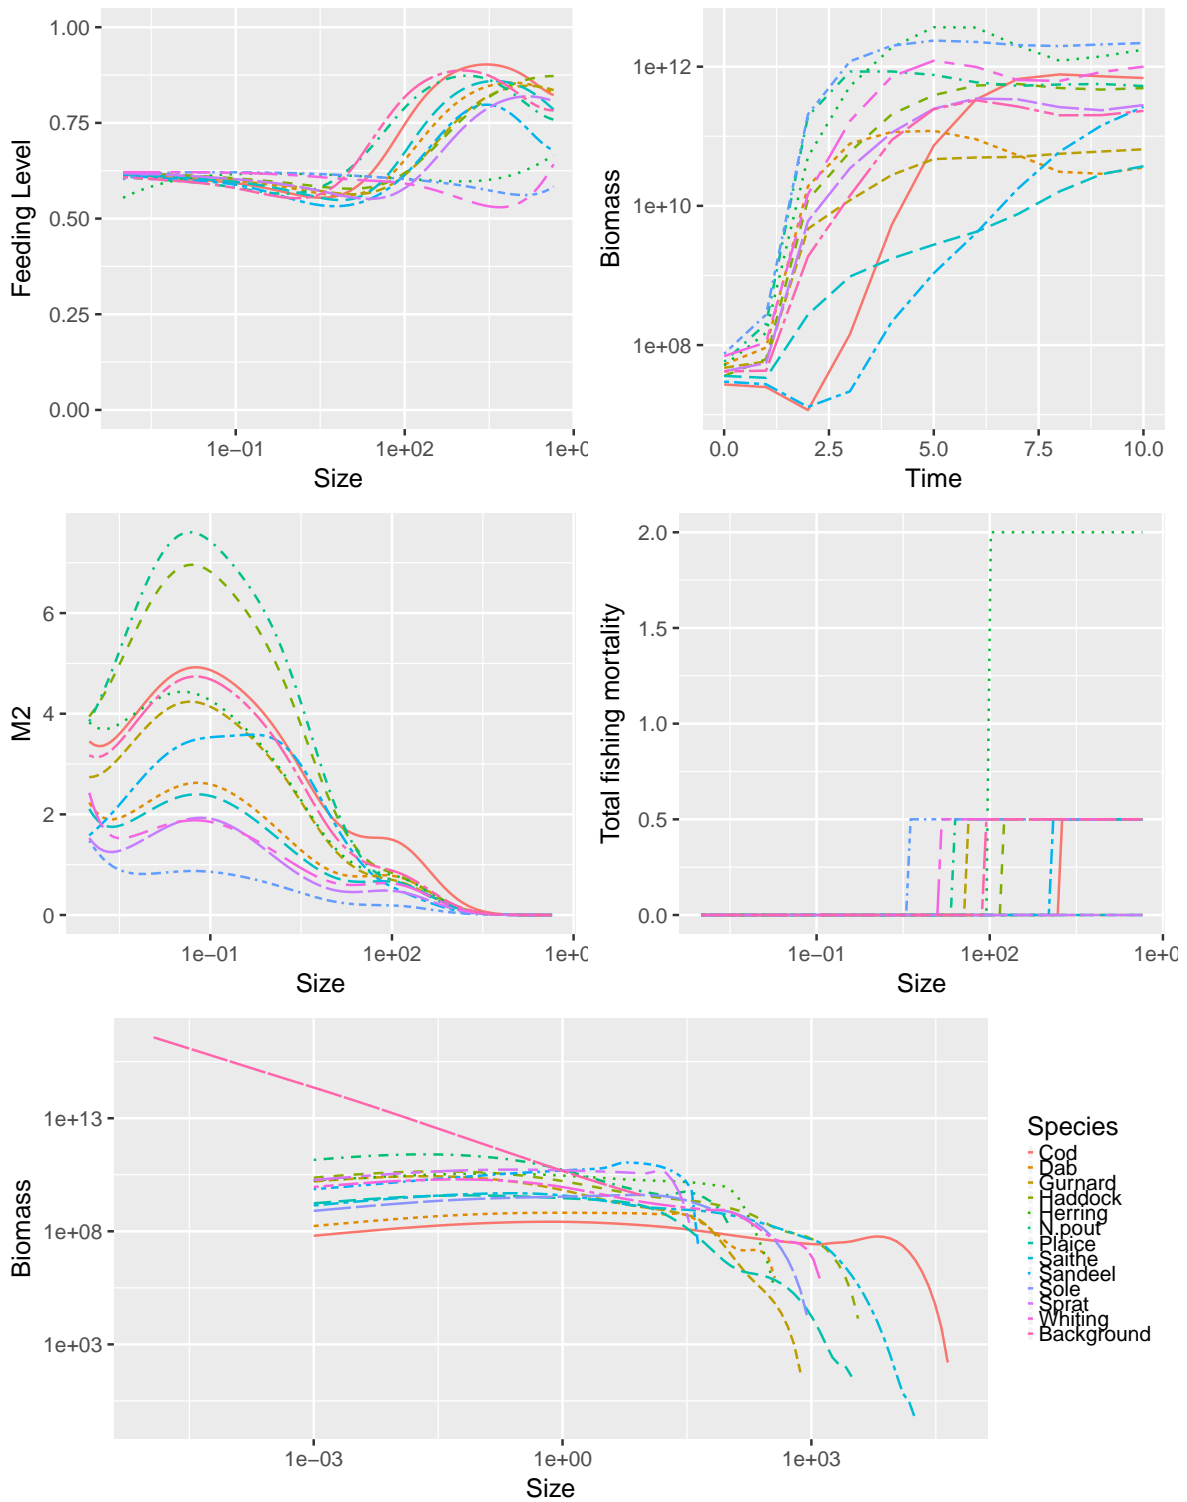 1.00
0.75
0.50
0.25
0.00
Feeding Level
1e−01
1e+02
1e+0
Size
1e+12
1e+10
1e+08
Biomass
0.0
2.5
5.0
7.5
10.0
Time
6
4
2
0
M2
1e−01
1e+02
1e+0
Size
2.0
1.5
1.0
0.5
0.0
Total fishing mortality
1e−01
1e+02
1e+0
Size
1e+13
1e+08
1e+03
Biomass
1e−03
1e+00
1e+03
Size
Species
Cod
Dab
Gurnard
Haddock
Herring
N.pout
Plaice
Saithe
Sandeel
Sole
Sprat
Whiting
Background